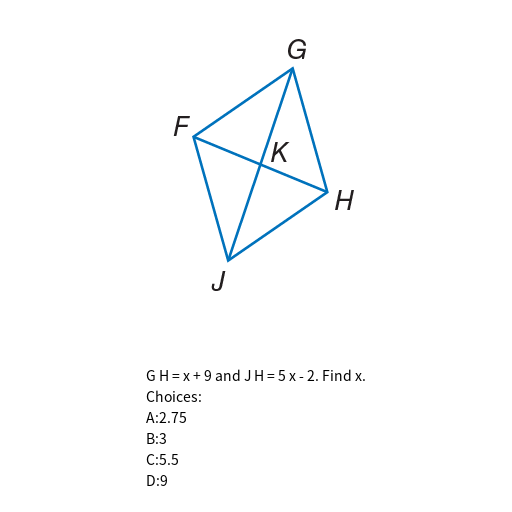 G
F
K
H
J
G H = x + 9 and J H = 5 x - 2. Find x.
Choices:
A:2.75
B:3
C:5.5
D:9